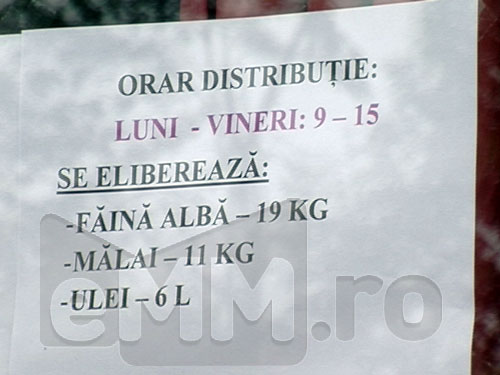 ORAR DISTRIBUȚIE:
LUNI - VINERI: 9 – 15
SE ELIBEREAZĂ:
-FĂINĂ ALBĂ – 19 KG
-MĂLAI – 11 KG
-ULEI – 6 L
eMM.ro